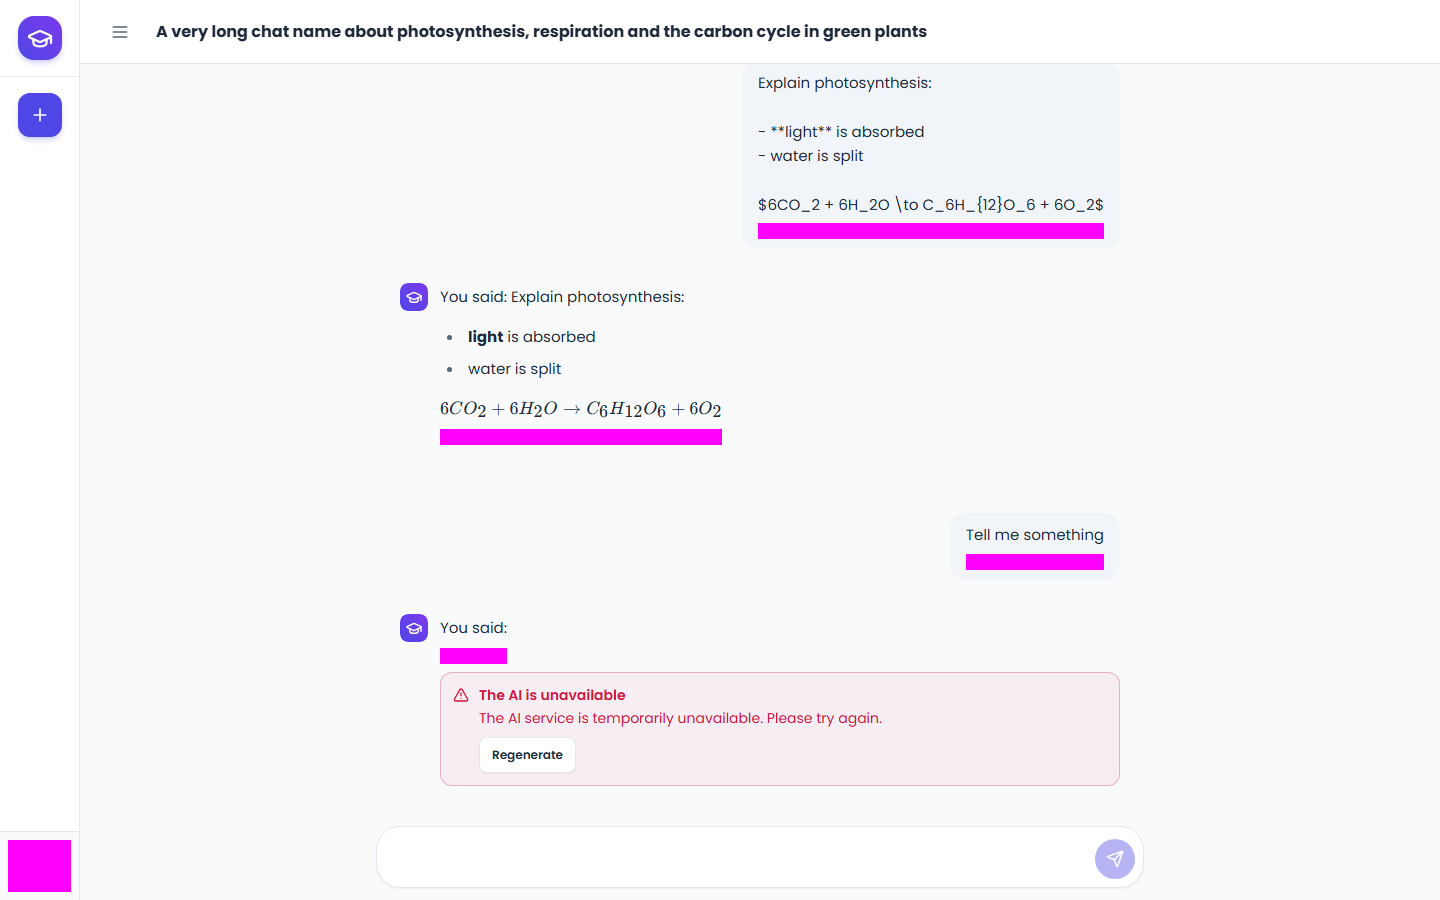 A very long chat name about photosynthesis, respiration and the carbon cycle in green plants
Explain photosynthesis:
- **light** is absorbed
- water is split
$6CO_2 + 6H_2O \to C_6H_{12}O_6 + 6O_2$
You said: Explain photosynthesis:
• light is absorbed
• water is split
6CO₂ + 6H₂O → C₆H₁₂O₆ + 6O₂
Tell me something
You said:
The AI is unavailable
The AI service is temporarily unavailable. Please try again.
Regenerate